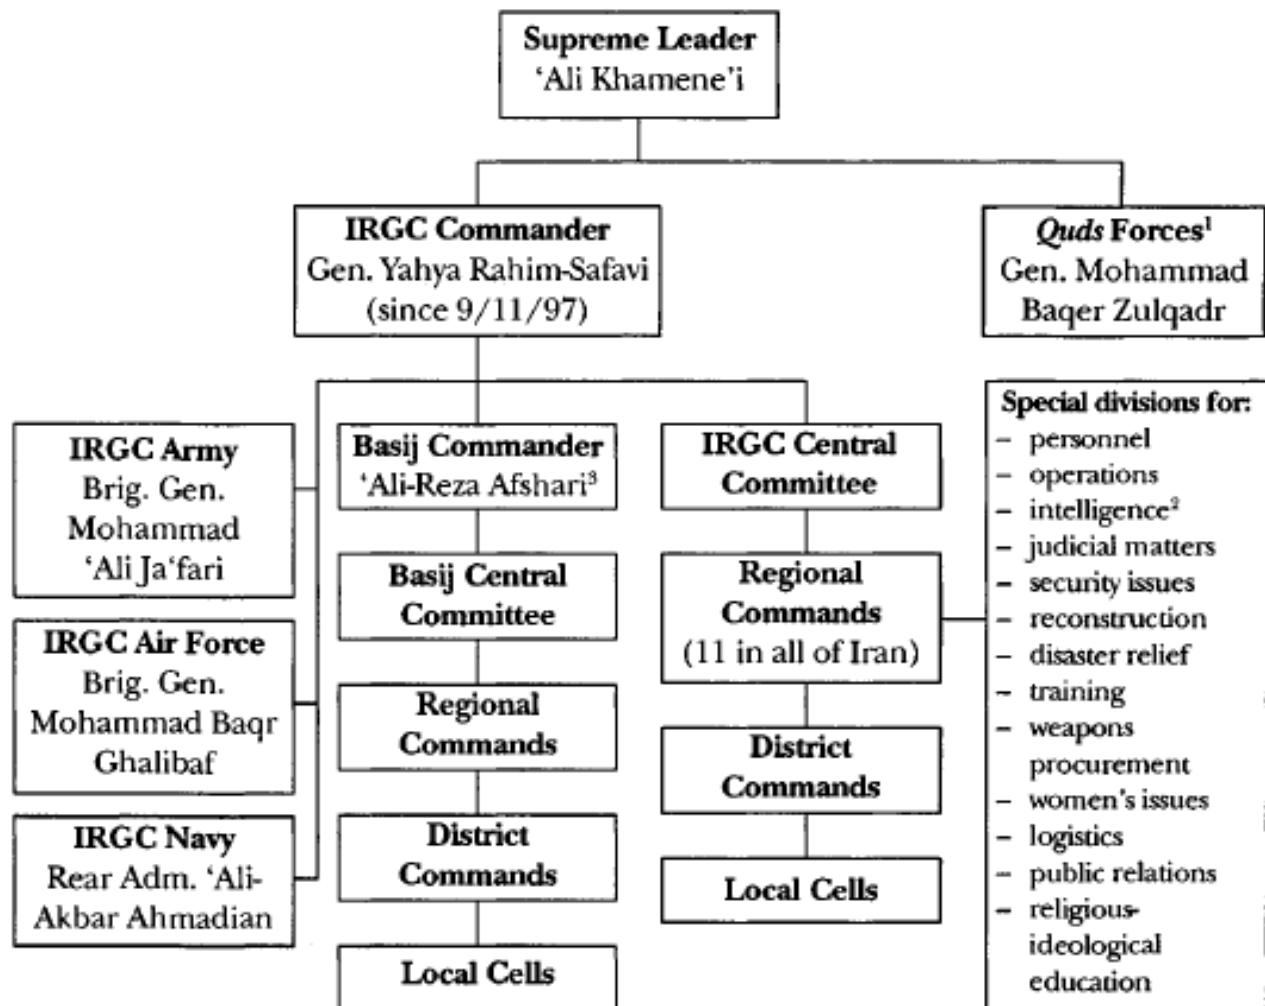 Supreme Leader
‘Ali Khamene’i
IRGC Commander
Gen. Yahya Rahim-Safavi
(since 9/11/97)
Quds Forces¹
Gen. Mohammad
Baqer Zulqadr
IRGC Army
Brig. Gen.
Mohammad
‘Ali Ja‘fari
IRGC Air Force
Brig. Gen.
Mohammad Baqr
Ghalibaf
IRGC Navy
Rear Adm. ‘Ali-
Akbar Ahmadian
Basij Commander
‘Ali-Reza Afshari³
Basij Central
Committee
Regional
Commands
District
Commands
Local Cells
IRGC Central
Committee
Regional
Commands
(11 in all of Iran)
District
Commands
Local Cells
Special divisions for:
– personnel
– operations
– intelligence²
– judicial matters
– security issues
– reconstruction
– disaster relief
– training
– weapons
procurement
– women’s issues
– logistics
– public relations
– religious-
ideological
education